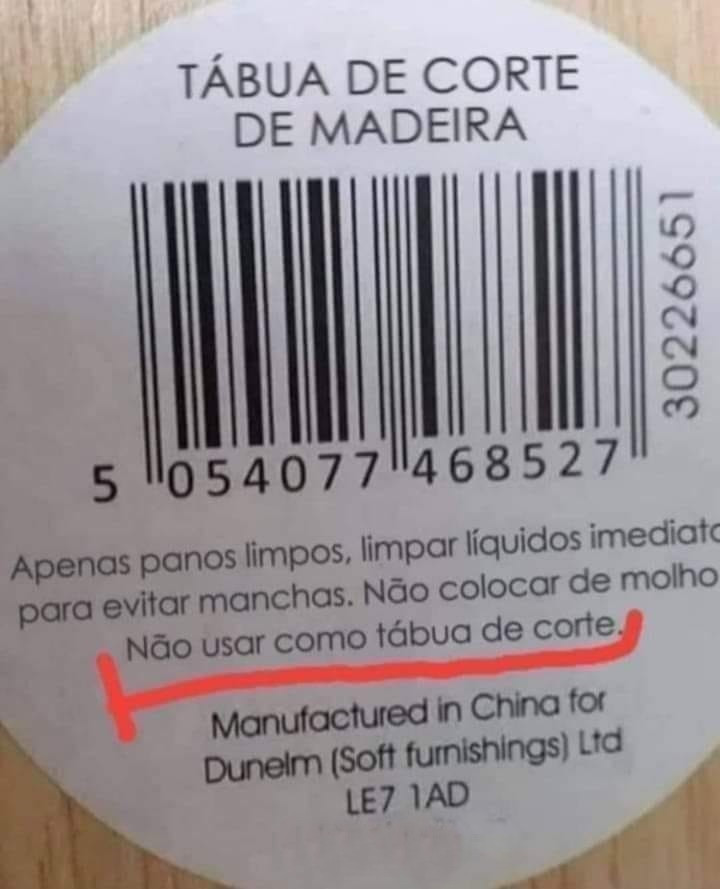 TÁBUA DE CORTE
DE MADEIRA
30226651
5 054077 468527
Apenas panos limpos, limpar líquidos
para evitar manchas. Não colocar de molho
Não usar como tábua de corte.
Manufactured in China for
Dunelm (Soft furnishings) Ltd
LE7 1AD